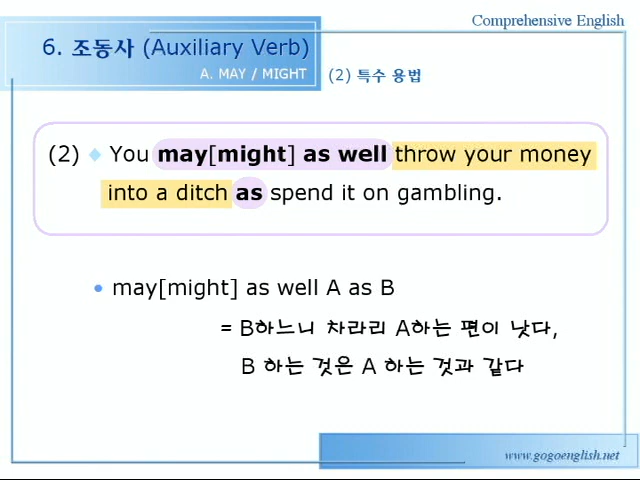 Comprehensive English
6. 조동사 (Auxiliary Verb)
A. MAY / MIGHT
(2) 특수 용법
(2) ◆ You may[might] as well throw your money
into a ditch as spend it on gambling.
• may[might] as well A as B
= B하느니 차라리 A하는 편이 낫다,
B 하는 것은 A 하는 것과 같다
www.gogoenglish.net